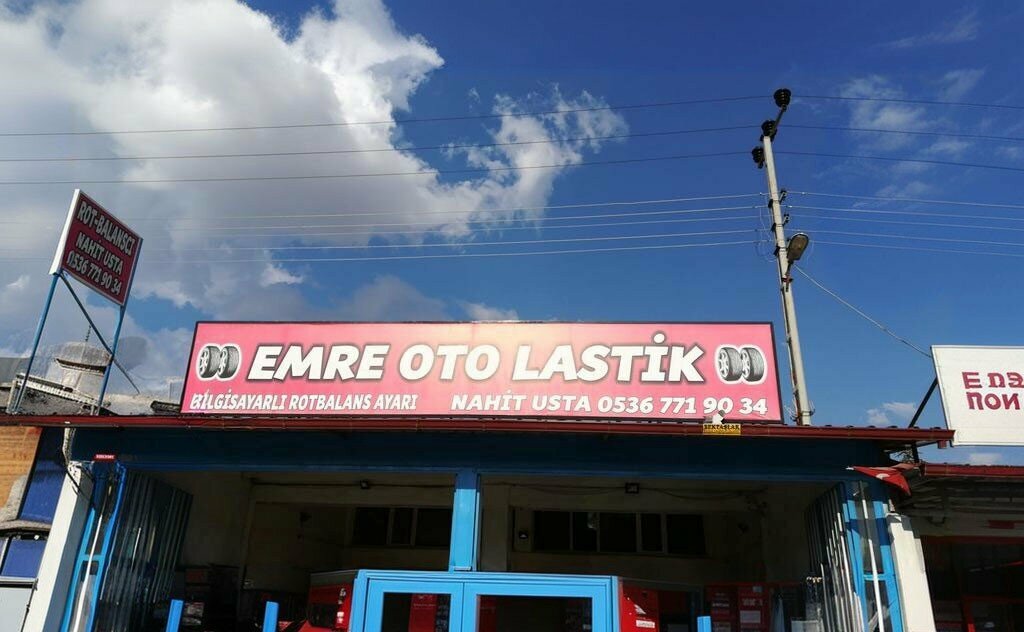 ROT-BALANSCI
NAHİT USTA
0536 771 90 34
EMRE OTO LASTİK
BİLGİSAYARLI ROTBALANS AYARI
NAHİT USTA 0536 771 90 34
BEKTAŞLAR